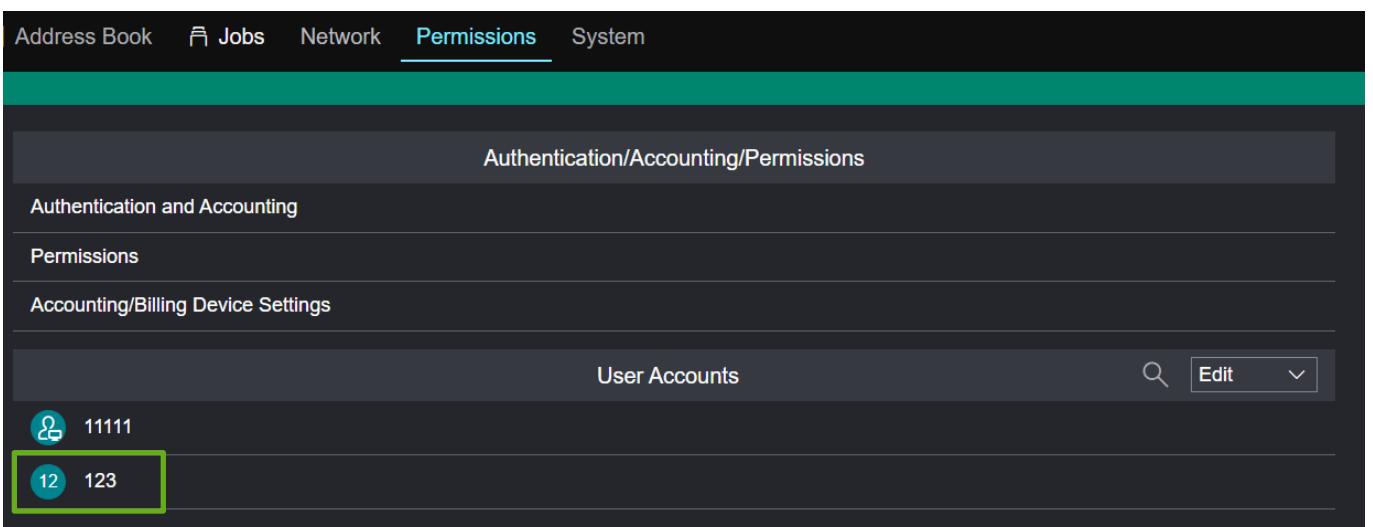 Address Book Jobs Network Permissions System
Authentication/Accounting/Permissions
Authentication and Accounting
Permissions
Accounting/Billing Device Settings
User Accounts Edit
11111
12 123